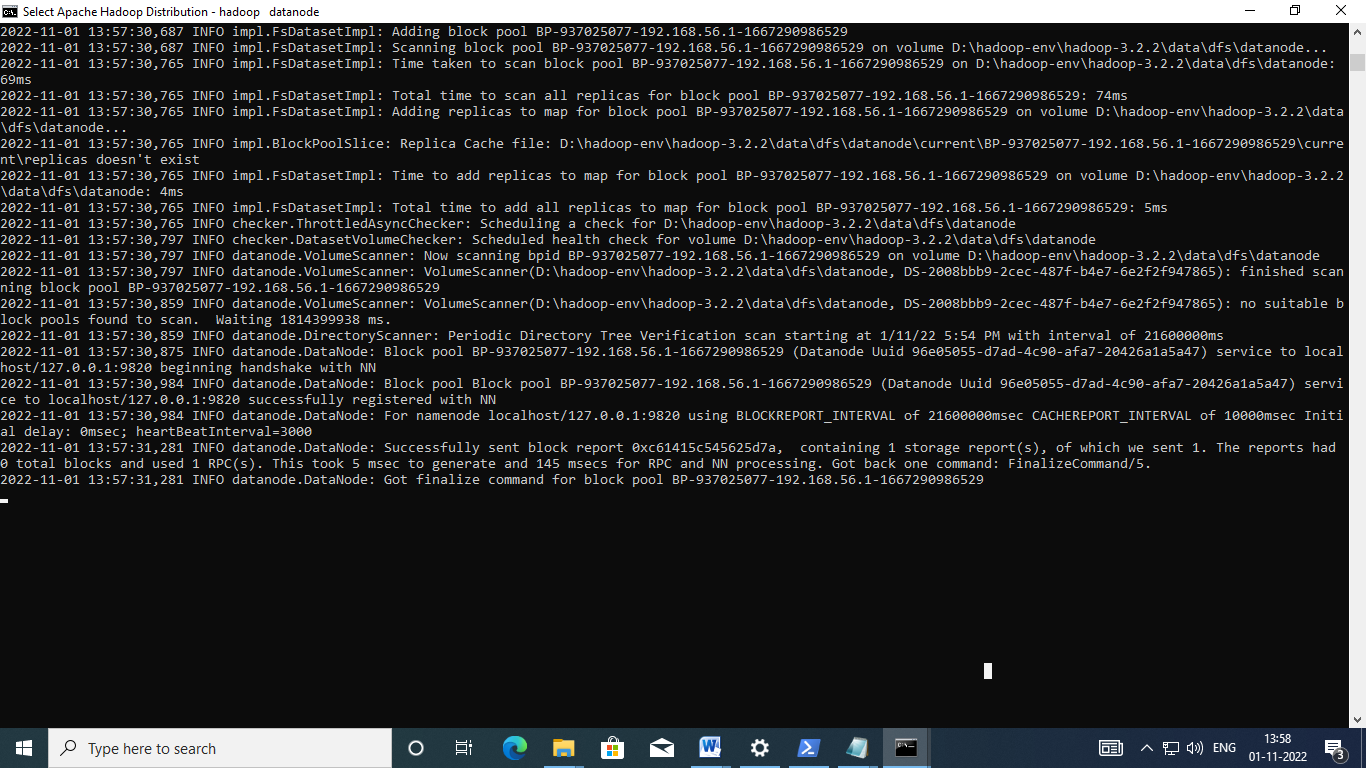 Select Apache Hadoop Distribution - hadoop   datanode
2022-11-01 13:57:30,687 INFO impl.FsDatasetImpl: Adding block pool BP-937025077-192.168.56.1-1667290986529
2022-11-01 13:57:30,687 INFO impl.FsDatasetImpl: Scanning block pool BP-937025077-192.168.56.1-1667290986529 on volume D:\hadoop-env\hadoop-3.2.2\data\dfs\datanode...
2022-11-01 13:57:30,765 INFO impl.FsDatasetImpl: Time taken to scan block pool BP-937025077-192.168.56.1-1667290986529 on D:\hadoop-env\hadoop-3.2.2\data\dfs\datanode:
69ms
2022-11-01 13:57:30,765 INFO impl.FsDatasetImpl: Total time to scan all replicas for block pool BP-937025077-192.168.56.1-1667290986529: 74ms
2022-11-01 13:57:30,765 INFO impl.FsDatasetImpl: Adding replicas to map for block pool BP-937025077-192.168.56.1-1667290986529 on volume D:\hadoop-env\hadoop-3.2.2\data
\dfs\datanode...
2022-11-01 13:57:30,765 INFO impl.BlockPoolSlice: Replica Cache file: D:\hadoop-env\hadoop-3.2.2\data\dfs\datanode\current\BP-937025077-192.168.56.1-1667290986529\curre
nt\replicas doesn't exist
2022-11-01 13:57:30,765 INFO impl.FsDatasetImpl: Time to add replicas to map for block pool BP-937025077-192.168.56.1-1667290986529 on volume D:\hadoop-env\hadoop-3.2.2
\data\dfs\datanode: 4ms
2022-11-01 13:57:30,765 INFO impl.FsDatasetImpl: Total time to add all replicas to map for block pool BP-937025077-192.168.56.1-1667290986529: 5ms
2022-11-01 13:57:30,765 INFO checker.ThrottledAsyncChecker: Scheduling a check for D:\hadoop-env\hadoop-3.2.2\data\dfs\datanode
2022-11-01 13:57:30,797 INFO checker.DatasetVolumeChecker: Scheduled health check for volume D:\hadoop-env\hadoop-3.2.2\data\dfs\datanode
2022-11-01 13:57:30,797 INFO datanode.VolumeScanner: Now scanning bpid BP-937025077-192.168.56.1-1667290986529 on volume D:\hadoop-env\hadoop-3.2.2\data\dfs\datanode
2022-11-01 13:57:30,797 INFO datanode.VolumeScanner: VolumeScanner(D:\hadoop-env\hadoop-3.2.2\data\dfs\datanode, DS-2008bbb9-2cec-487f-b4e7-6e2f2f947865): finished scan
ning block pool BP-937025077-192.168.56.1-1667290986529
2022-11-01 13:57:30,859 INFO datanode.VolumeScanner: VolumeScanner(D:\hadoop-env\hadoop-3.2.2\data\dfs\datanode, DS-2008bbb9-2cec-487f-b4e7-6e2f2f947865): no suitable b
lock pools found to scan.  Waiting 1814399938 ms.
2022-11-01 13:57:30,859 INFO datanode.DirectoryScanner: Periodic Directory Tree Verification scan starting at 1/11/22 5:54 PM with interval of 21600000ms
2022-11-01 13:57:30,875 INFO datanode.DataNode: Block pool BP-937025077-192.168.56.1-1667290986529 (Datanode Uuid 96e05055-d7ad-4c90-afa7-20426a1a5a47) service to local
host/127.0.0.1:9820 beginning handshake with NN
2022-11-01 13:57:30,984 INFO datanode.DataNode: Block pool Block pool BP-937025077-192.168.56.1-1667290986529 (Datanode Uuid 96e05055-d7ad-4c90-afa7-20426a1a5a47) servi
ce to localhost/127.0.0.1:9820 successfully registered with NN
2022-11-01 13:57:30,984 INFO datanode.DataNode: For namenode localhost/127.0.0.1:9820 using BLOCKREPORT_INTERVAL of 21600000msec CACHEREPORT_INTERVAL of 10000msec Initi
al delay: 0msec; heartBeatInterval=3000
2022-11-01 13:57:31,281 INFO datanode.DataNode: Successfully sent block report 0xc61415c545625d7a,  containing 1 storage report(s), of which we sent 1. The reports had
0 total blocks and used 1 RPC(s). This took 5 msec to generate and 145 msecs for RPC and NN processing. Got back one command: FinalizeCommand/5.
2022-11-01 13:57:31,281 INFO datanode.DataNode: Got finalize command for block pool BP-937025077-192.168.56.1-1667290986529
Type here to search
ENG
13:58
01-11-2022
3